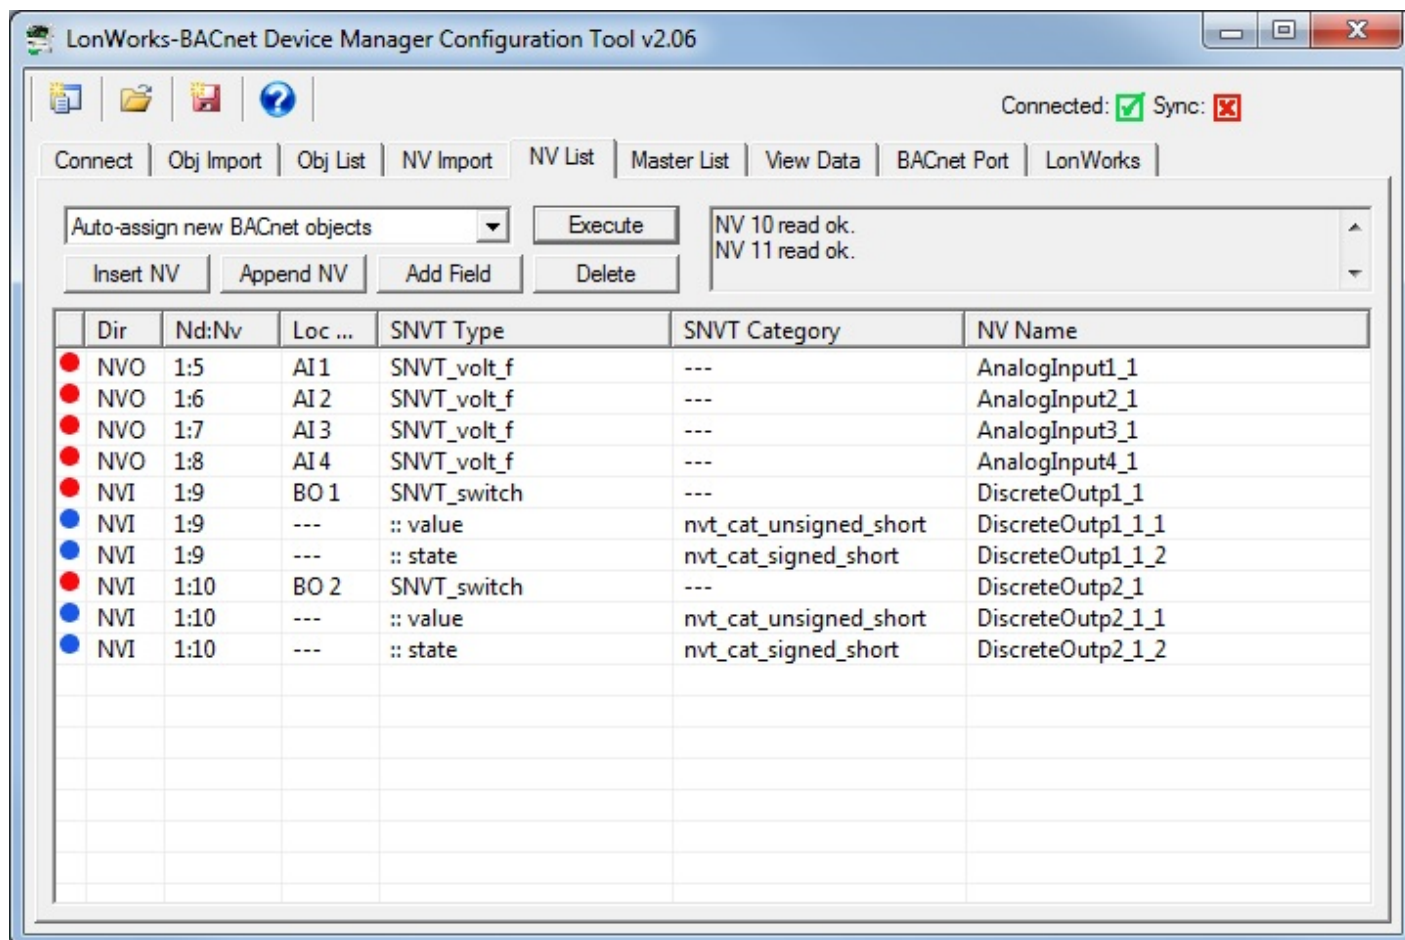 LonWorks-BACnet Device Manager Configuration Tool v2.06
Connected: Sync:
Connect Obj Import Obj List NV Import NV List Master List View Data BACnet Port LonWorks
Auto-assign new BACnet objects Execute NV 10 read ok.
NV 11 read ok.
Insert NV Append NV Add Field Delete
Dir Nd:Nv Loc ... SNVT Type SNVT Category NV Name
NVO 1:5 AI 1 SNVT_volt_f --- AnalogInput1_1
NVO 1:6 AI 2 SNVT_volt_f --- AnalogInput2_1
NVO 1:7 AI 3 SNVT_volt_f --- AnalogInput3_1
NVO 1:8 AI 4 SNVT_volt_f --- AnalogInput4_1
NVI 1:9 BO 1 SNVT_switch --- DiscreteOutp1_1
NVI 1:9 --- :: value nvt_cat_unsigned_short DiscreteOutp1_1_1
NVI 1:9 --- :: state nvt_cat_signed_short DiscreteOutp1_1_2
NVI 1:10 BO 2 SNVT_switch --- DiscreteOutp2_1
NVI 1:10 --- :: value nvt_cat_unsigned_short DiscreteOutp2_1_1
NVI 1:10 --- :: state nvt_cat_signed_short DiscreteOutp2_1_2